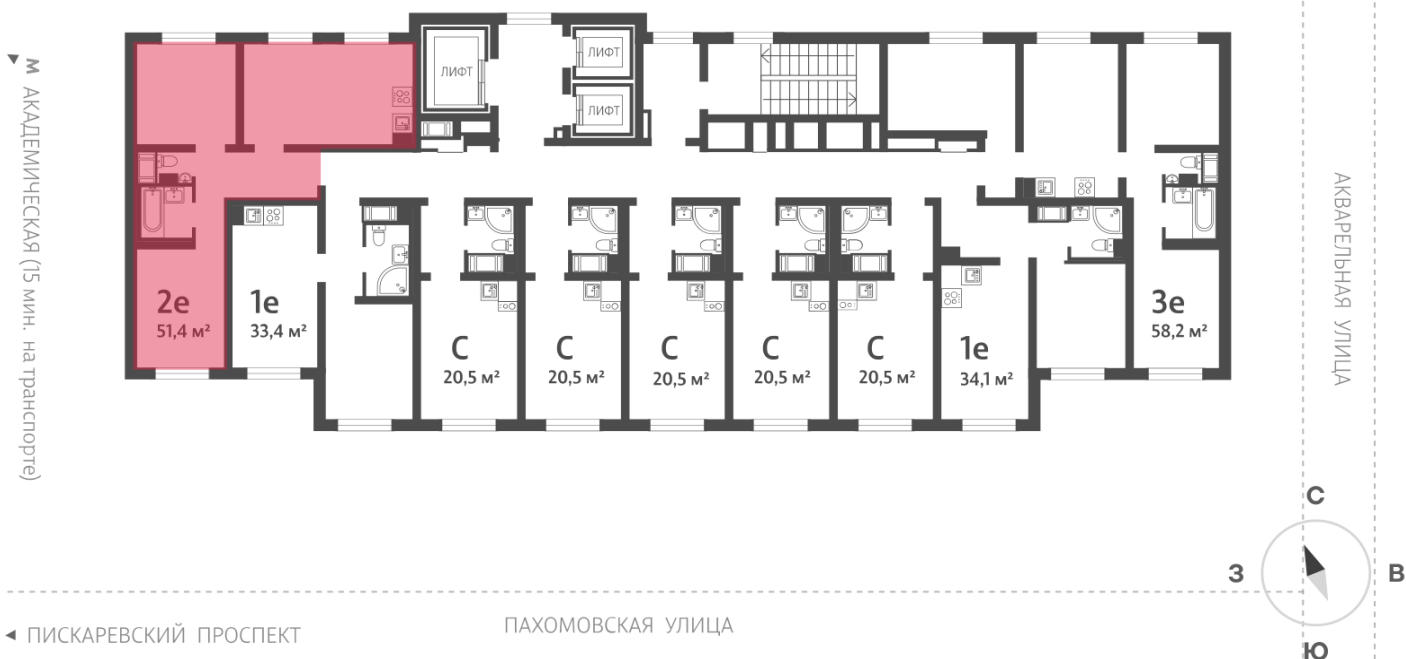 ЛИФТ
ЛИФТ
ЛИФТ
М АКАДЕМИЧЕСКАЯ (15 мин. на транспорте)
АКВАРЕЛЬНАЯ УЛИЦА
2е
51,4 м²
1е
33,4 м²
С
20,5 м²
С
20,5 м²
С
20,5 м²
С
20,5 м²
С
20,5 м²
1е
34,1 м²
3е
58,2 м²
С
З
В
Ю
ПАХОМОВСКАЯ УЛИЦА
ПИСКАРЕВСКИЙ ПРОСПЕКТ